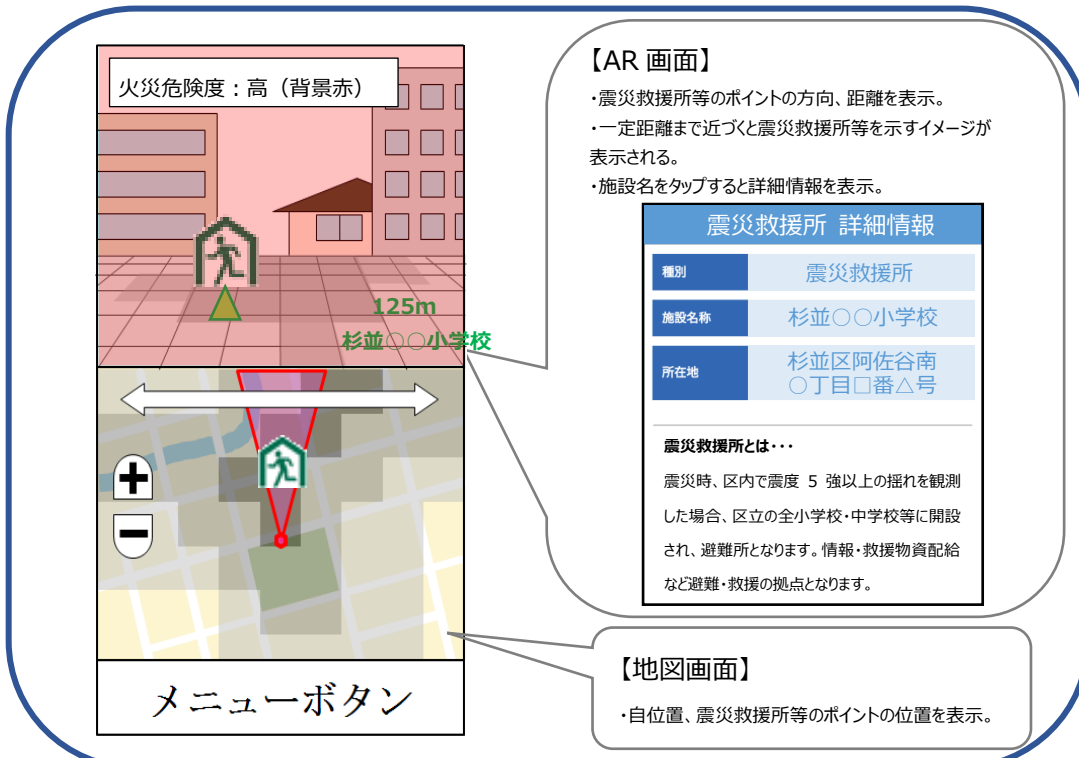 火災危険度：高（背景赤）
125m
杉並○○小学校
メニューボタン
【AR 画面】
・震災救援所等のポイントの方向、距離を表示。
・一定距離まで近づくと震災救援所等を示すイメージが
表示される。
・施設名をタップすると詳細情報を表示。
震災救援所 詳細情報
種別 震災救援所
施設名称 杉並○○小学校
所在地 杉並区阿佐谷南
○丁目□番△号
震災救援所とは・・・
震災時、区内で震度 5 強以上の揺れを観測
した場合、区立の全小学校・中学校等に開設
され、避難所となります。情報・救援物資配給
など避難・救援の拠点となります。
【地図画面】
・自位置、震災救援所等のポイントの位置を表示。